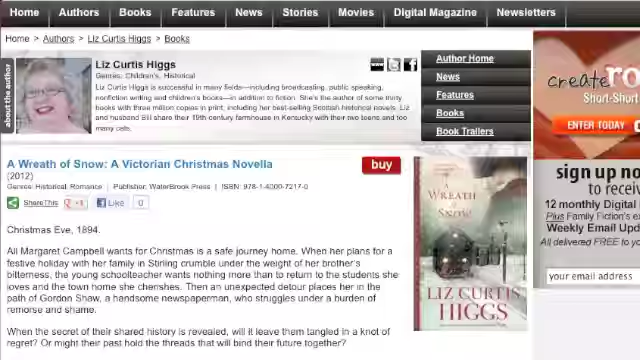 Home Authors Books Features News Stories Movies Digital Magazine Newsletters
Home > Authors > Liz Curtis Higgs > Books
about the author
Liz Curtis Higgs
Genres: Children's, Historical
Liz Curtis Higgs is successful in many fields—including broadcasting, public speaking,
nonfiction writing and children's books—in addition to fiction. She's the author of some thirty
books with three million copies in print, including her best-selling Scottish historical novels. Liz
and husband Bill share their 19th century farmhouse in Kentucky with their two teens and too
many cats.
Author Home
News
Features
Books
Book Trailers
A Wreath of Snow: A Victorian Christmas Novella
(2012)
buy
Genres: Historical, Romance | Publisher: WaterBrook Press | ISBN: 978-1-4000-7217-0
ShareThis +1 Like 0
Christmas Eve, 1894.
All Margaret Campbell wants for Christmas is a safe journey home. When her plans for a
festive holiday with her family in Stirling crumble under the weight of her brother's
bitterness, the young schoolteacher wants nothing more than to return to the students she
loves and the town home she cherishes. Then an unexpected detour places her in the
path of Gordon Shaw, a handsome newspaperman, who struggles under a burden of
remorse and shame.
When the secret of their shared history is revealed, will it leave them tangled in a knot of
regret? Or might their past hold the threads that will bind their future together?
A
WREATH
of
SNOW
LIZ CURTIS
HIGGS
create
ro
Short-Short
ENTER TODAY
sign up no
to receiv
12 monthly Digital
Plus Family Fiction's e
Weekly Email Upd
All delivered FREE to yo
your email address